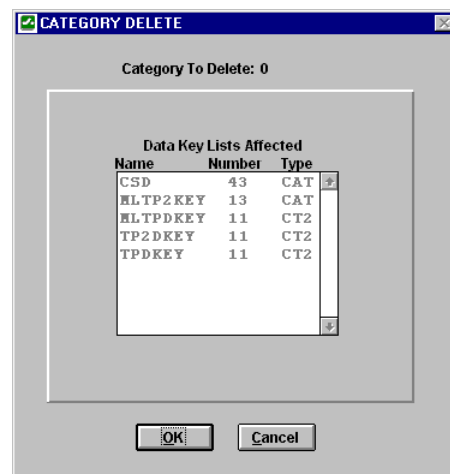 CATEGORY DELETE
Category To Delete: 0
Data Key Lists Affected
Name Number Type
CSD 43 CAT
MLTP2KEY 13 CAT
MLTPDKEY 11 CT2
TP2DKEY 11 CT2
TPDKEY 11 CT2
OK Cancel